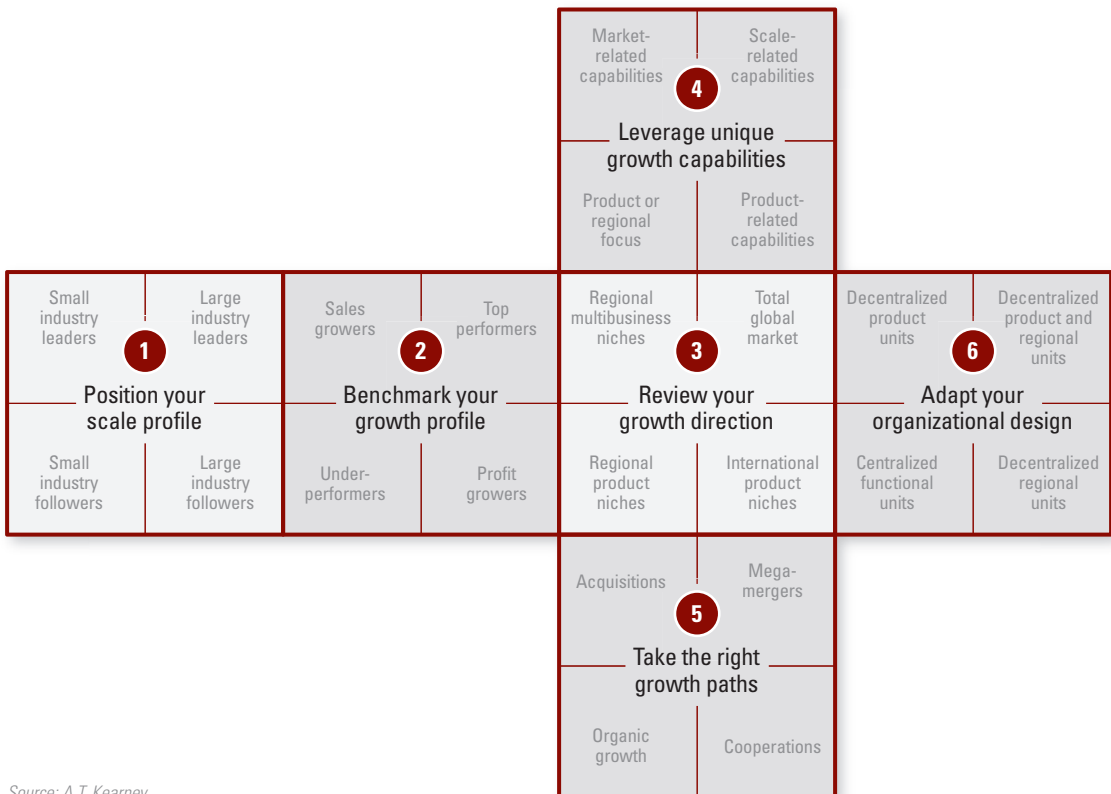 Market-
related
capabilities
Scale-
related
capabilities
4
Leverage unique
growth capabilities
Product or
regional
focus
Product-
related
capabilities
Small
industry
leaders
Large
industry
leaders
1
Position your
scale profile
Small
industry
followers
Large
industry
followers
Sales
growers
Top
performers
2
Benchmark your
growth profile
Under-
performers
Profit
growers
Regional
multibusiness
niches
Total
global
market
3
Review your
growth direction
Regional
product
niches
International
product
niches
Decentralized
product
units
Decentralized
product and
regional
units
6
Adapt your
organizational design
Centralized
functional
units
Decentralized
regional
units
Acquisitions
Mega-
mergers
5
Take the right
growth paths
Organic
growth
Cooperations
Source: A.T. Kearney